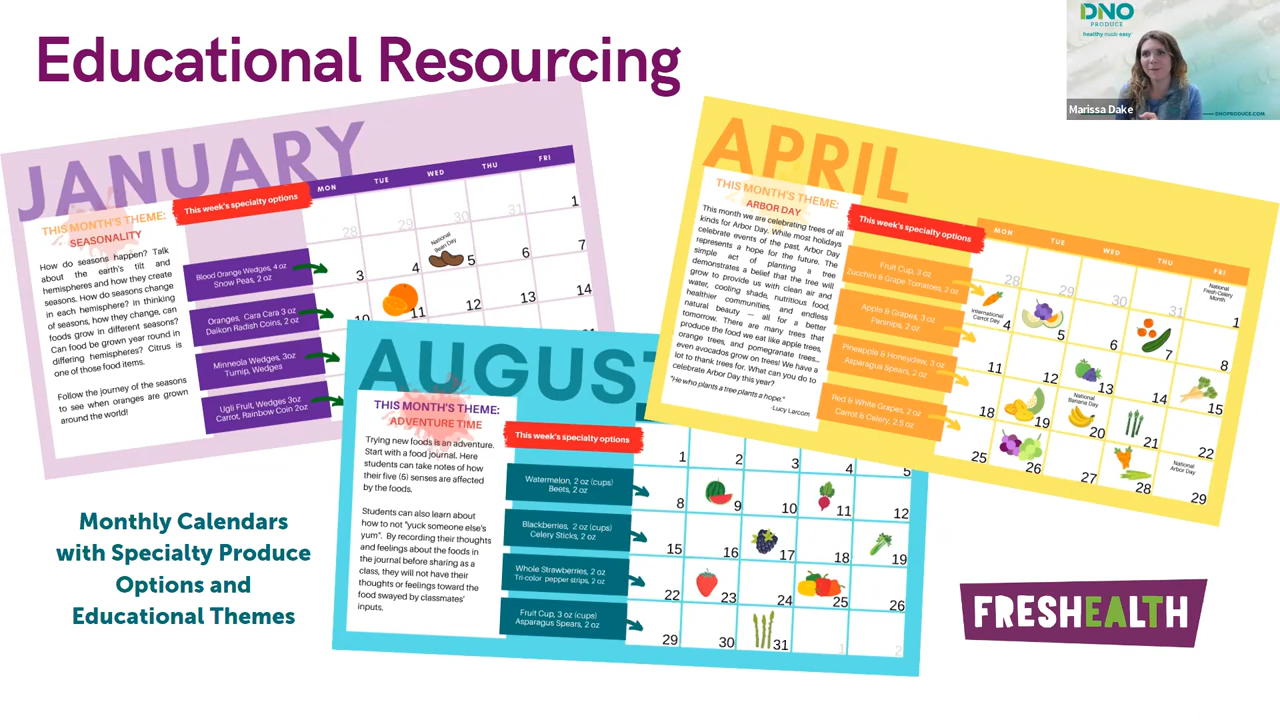 Educational Resourcing
DNO
PRODUCE
healthy made easy
Marissa Dake
DNOPRODUCE.COM
JANUARY
THIS MONTH'S THEME:
SEASONALITY
How do seasons happen? Talk
about the earth's tilt and
hemispheres and how they create
seasons. How do seasons change
in each hemisphere? In thinking
of seasons, how they change, can
foods grow in different seasons?
Can food be grown year round in
differing hemispheres? Citrus is
one of those food items.
Follow the journey of the seasons
to see when oranges are grown
around the world!
This week's specialty options
Blood Orange Wedges, 4 oz
Snow Peas, 2 oz
Oranges, Cara Cara 3 oz
Daikon Radish Coins, 2 oz
Minneola Wedges, 3oz
Turnip, Wedges
Ugli Fruit, Wedges 3oz
Carrot, Rainbow Coin 2oz
MON TUE WED THU FRI
28 29 30 31 1
National
Bean Day
3 4 5 6 7
10 11 12 13 14
APRIL
THIS MONTH'S THEME:
ARBOR DAY
This month we are celebrating trees of all
kinds for Arbor Day. While most holidays
celebrate events of the past, Arbor Day
represents a hope for the future. The
simple act of planting a tree
demonstrates a belief that the tree will
grow to provide us with clean air and
water, cooling shade, nutritious food,
healthier communities, and endless
natural beauty — all for a better
tomorrow. There are many trees that
produce the food we eat like apple trees,
orange trees, and pomegranate trees...
even avocados grow on trees! We have a
lot to thank trees for. What can you do to
celebrate Arbor Day this year?
"He who plants a tree plants a hope."
-Lucy Larcom
This week's specialty options
Fruit Cup, 3 oz
Zucchini & Grape Tomatoes, 2 oz
Apple & Grapes, 3 oz
Parsnips, 2 oz
Pineapple & Honeydew, 3 oz
Asparagus Spears, 2 oz
Red & White Grapes, 2 oz
Carrot & Celery, 2.5 oz
MON TUE WED THU FRI
National
Fresh Celery
Month
28 29 30 31 1
International
Carrot Day
4 5 6 7 8
11 12 13 14 15
National
Banana Day
18 19 20 21 22
National
Arbor Day
25 26 27 28 29
AUGUST
THIS MONTH'S THEME:
ADVENTURE TIME
Trying new foods is an adventure.
Start with a food journal. Here
students can take notes of how
their five (5) senses are affected
by the foods.
Students can also learn about
how to not "yuck someone else's
yum". By recording their thoughts
and feelings about the foods in
the journal before sharing as a
class, they will not have their
thoughts or feelings toward the
food swayed by classmates'
inputs.
This week's specialty options
Watermelon, 2 oz (cups)
Beets, 2 oz
Blackberries, 2 oz (cups)
Celery Sticks, 2 oz
Whole Strawberries, 2 oz
Tri-color pepper strips, 2 oz
Fruit Cup, 3 oz (cups)
Asparagus Spears, 2 oz
1 2 3 4 5
8 9 10 11 12
15 16 17 18 19
22 23 24 25 26
29 30 31 1 2
Monthly Calendars
with Specialty Produce
Options and
Educational Themes
FRESHEALTH